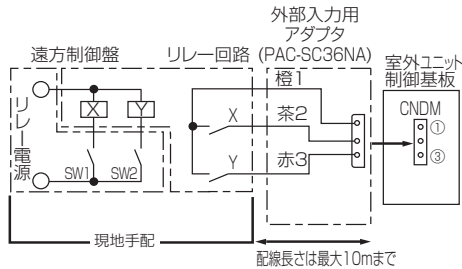 外部入力用
アダプタ
(PAC-SC36NA)
遠方制御盤
リレー回路
室外ユニット
制御基板
橙1
茶2
赤3
CNDM
①
③
リレー電源
X
Y
X
Y
SW1
SW2
現地手配
配線長さは最大10mまで